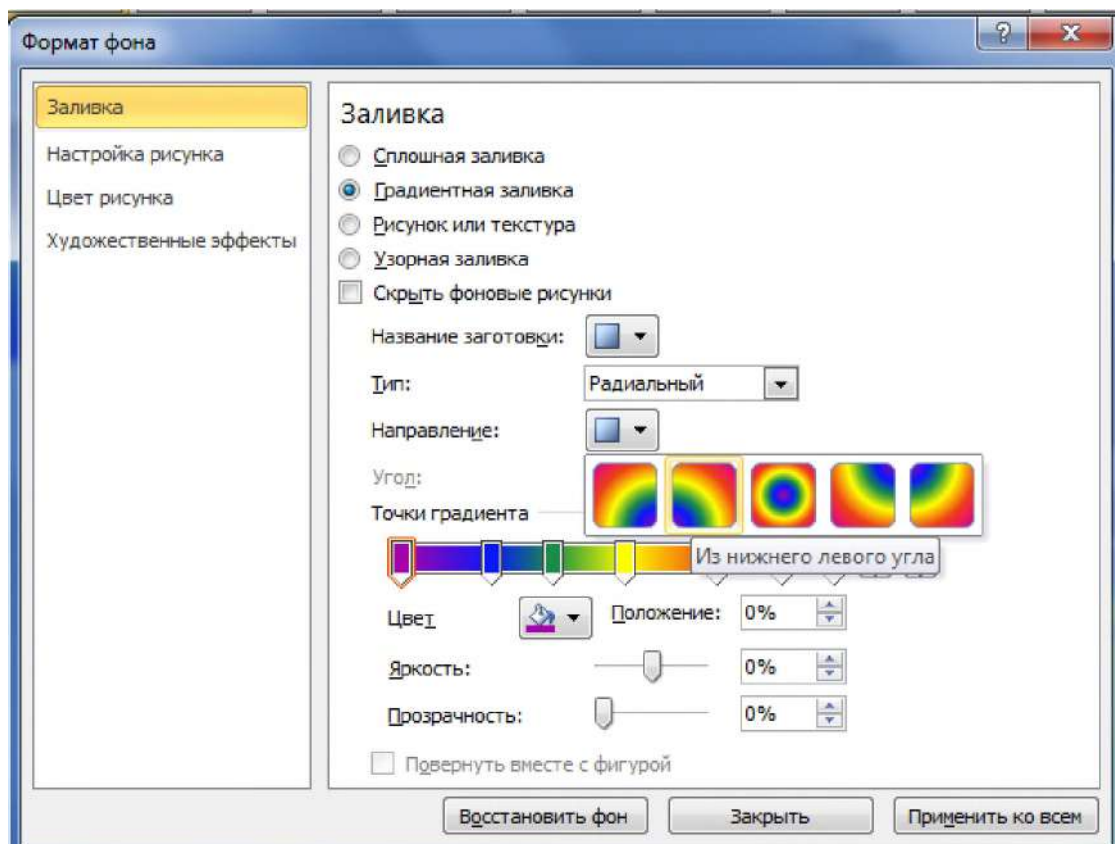 Формат фона
?
X
Заливка
Настройка рисунка
Цвет рисунка
Художественные эффекты
Заливка
Сплошная заливка
Градиентная заливка
Рисунок или текстура
Узорная заливка
Скрыть фоновые рисунки
Название заготовки:
Тип: Радиальный
Направление:
Угол:
Точки градиента
Из нижнего левого угла
Цвет Положение: 0%
Яркость: 0%
Прозрачность: 0%
Повернуть вместе с фигурой
Восстановить фон Закрыть Применить ко всем